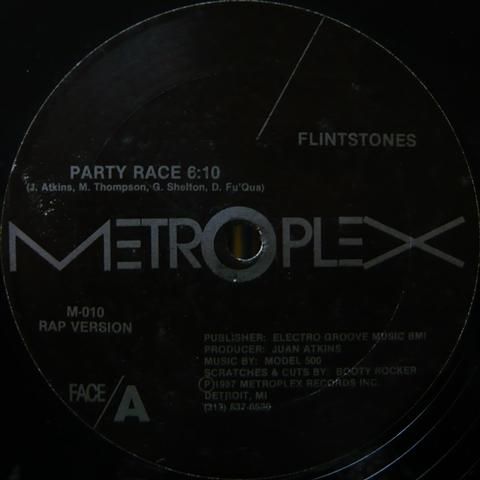 FLINTSTONES
PARTY RACE 6:10
(J. Atkins, M. Thompson, G. Shelton, D. Fu'Qua)
METROPLEX
M-010
RAP VERSION
PUBLISHER: ELECTRO GROOVE MUSIC BMI
PRODUCER: JUAN ATKINS
MUSIC BY: MODEL 500
SCRATCHES & CUTS BY: BOOTY ROCKER
Ⓟ1987 METROPLEX RECORDS INC.
DETROIT, MI
(313)
FACE/A